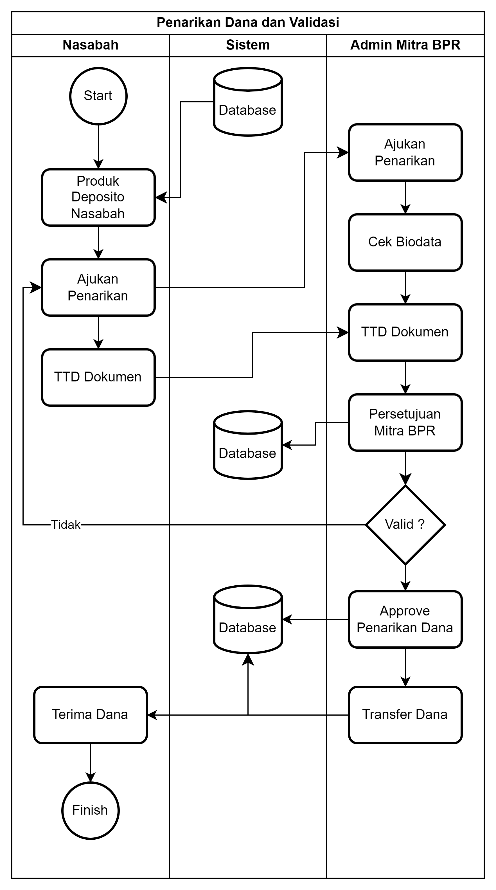 Penarikan Dana dan Validasi
Nasabah
Sistem
Admin Mitra BPR
Start
Database
Ajukan
Penarikan
Produk
Deposito
Nasabah
Cek Biodata
Ajukan
Penarikan
TTD Dokumen
TTD Dokumen
Persetujuan
Mitra BPR
Database
Valid ?
Tidak
Approve
Penarikan Dana
Database
Terima Dana
Transfer Dana
Finish